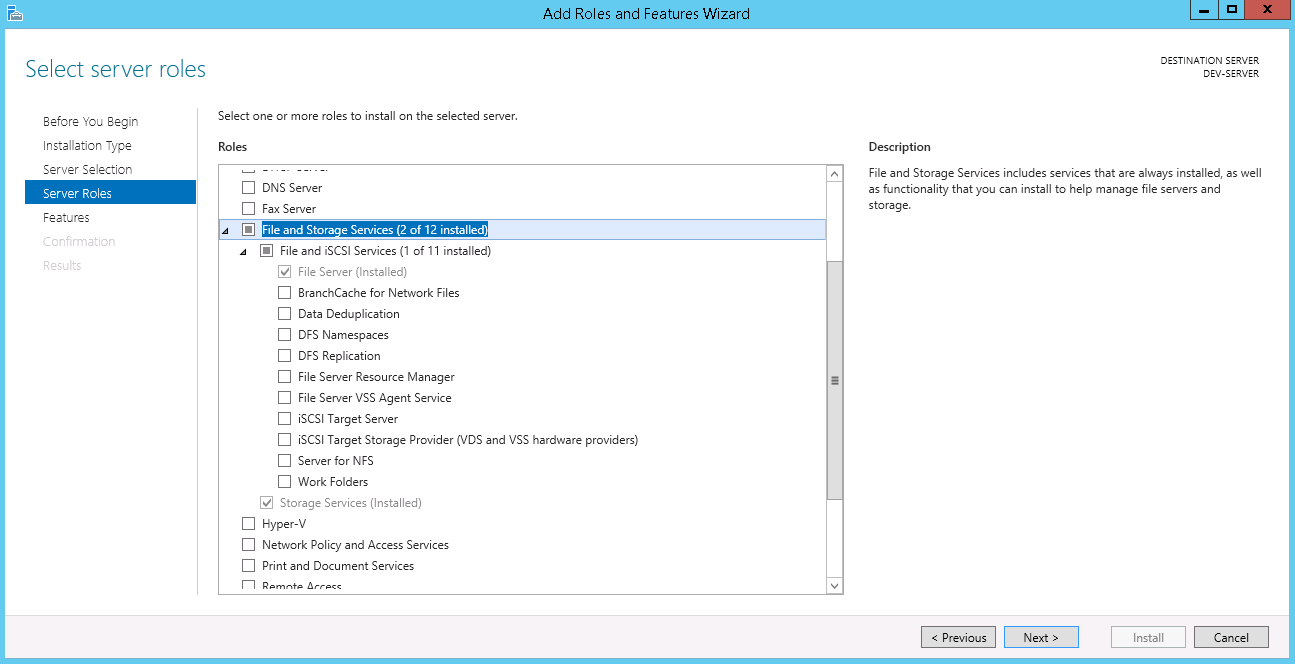 Add Roles and Features Wizard
Select server roles
DESTINATION SERVER
DEV-SERVER
Before You Begin
Installation Type
Server Selection
Server Roles
Features
Confirmation
Results
Select one or more roles to install on the selected server.
Roles
DNS Server
Fax Server
File and Storage Services (2 of 12 installed)
File and iSCSI Services (1 of 11 installed)
File Server (Installed)
BranchCache for Network Files
Data Deduplication
DFS Namespaces
DFS Replication
File Server Resource Manager
File Server VSS Agent Service
iSCSI Target Server
iSCSI Target Storage Provider (VDS and VSS hardware providers)
Server for NFS
Work Folders
Storage Services (Installed)
Hyper-V
Network Policy and Access Services
Print and Document Services
Remote Access
Description
File and Storage Services includes services that are always installed, as well
as functionality that you can install to help manage file servers and
storage.
< Previous
Next >
Install
Cancel